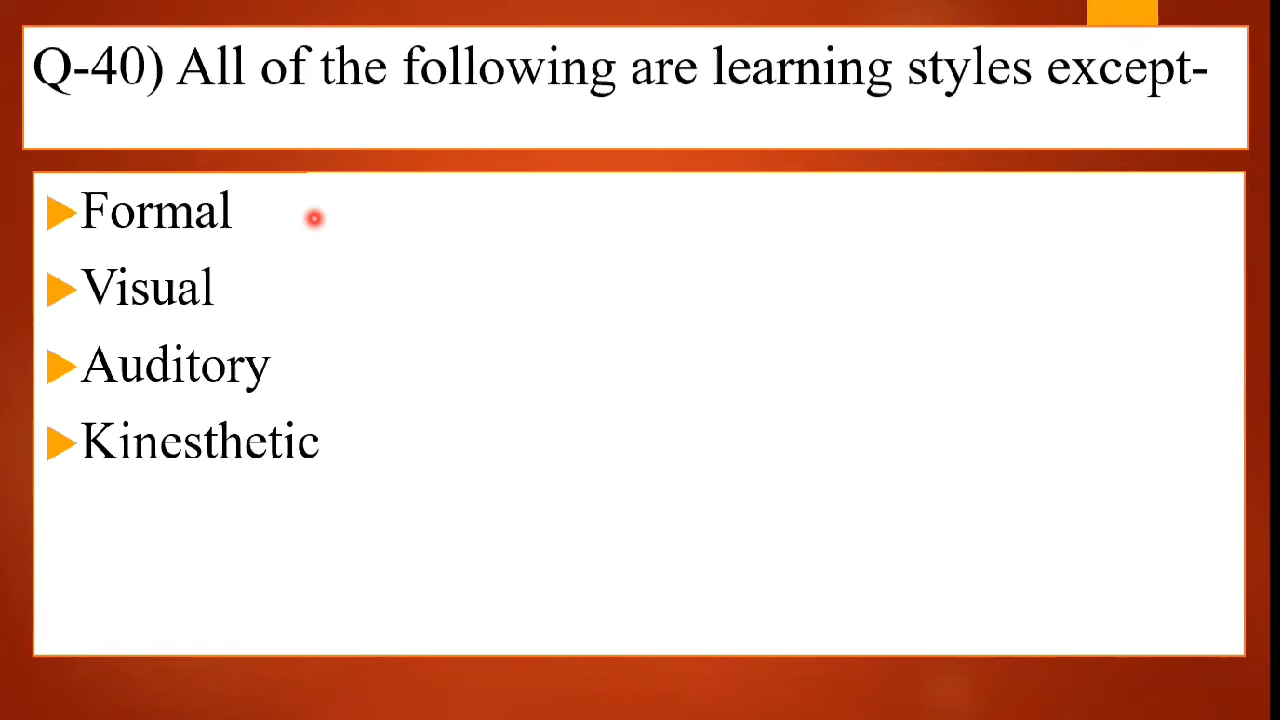 Q-40) All of the following are learning styles except-
Formal
Visual
Auditory
Kinesthetic